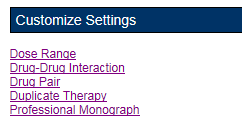 Customize Settings
Dose Range
Drug-Drug Interaction
Drug Pair
Duplicate Therapy
Professional Monograph